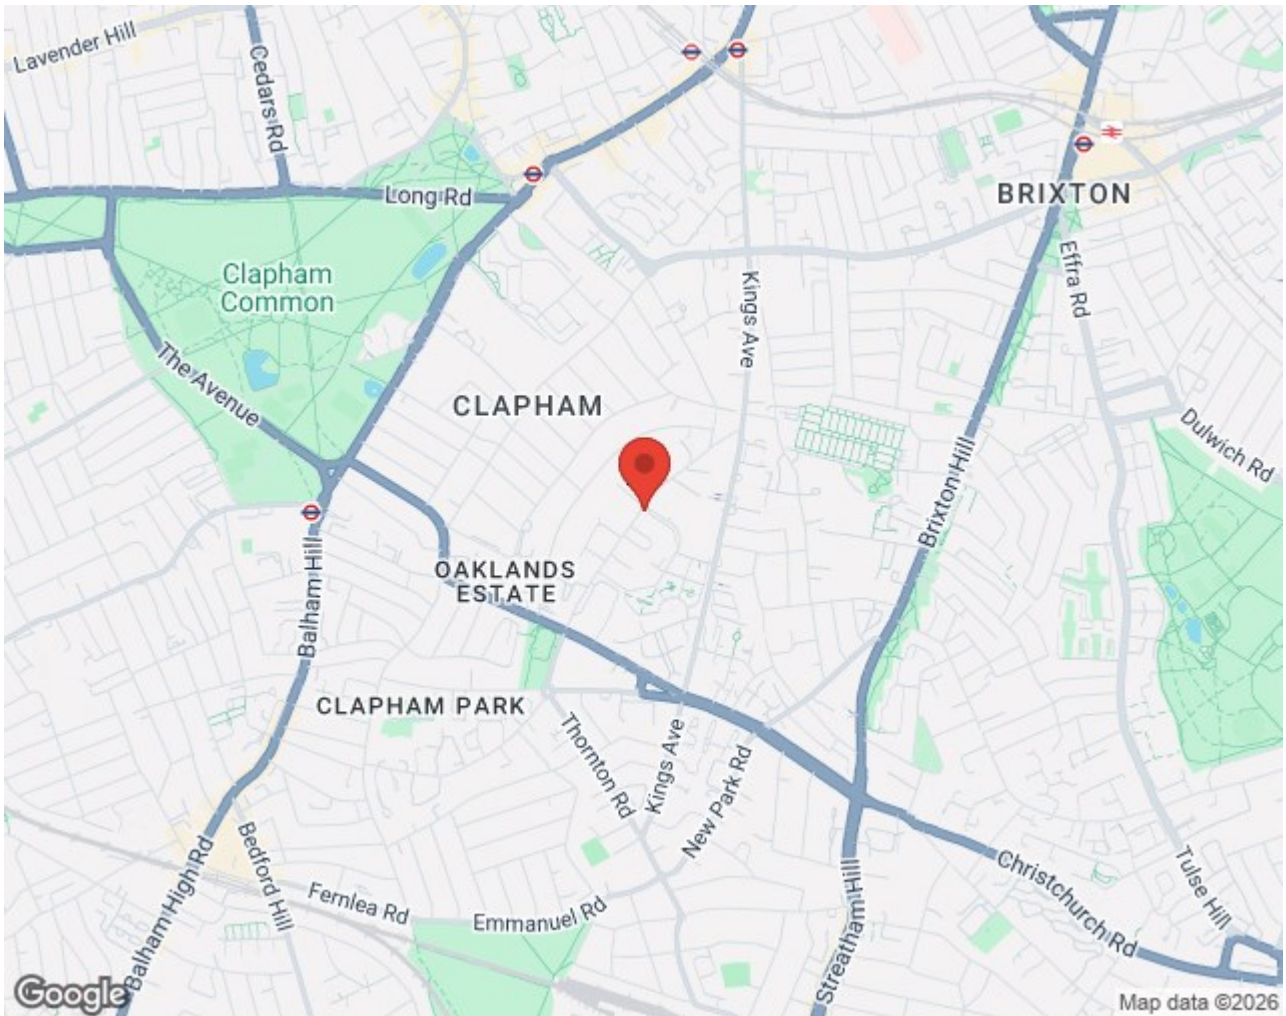 Lavender Hill
Cedars Rd
Long Rd
BRIXTON
Effra Rd
Clapham
Common
Kings Ave
The Avenue
CLAPHAM
Dulwich Rd
Brixton Hill
Balham Hill
OAKLANDS
ESTATE
CLAPHAM PARK
Thornton Rd
Kings Ave
New Park Rd
Bedford Hill
Balham High Rd
Fernlea Rd
Emmanuel Rd
Streatham Hill
Christchurch Rd
Tulse Hill
Google
Map data ©2026